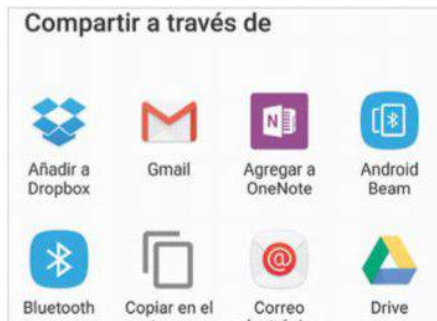 Compartir a través de
Añadir a Dropbox
Gmail
Agregar a OneNote
Android Beam
Bluetooth
Copiar en el
Correo
Drive